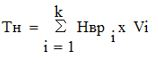 k
Тн = Σ Нвр i х Vi
i = 1